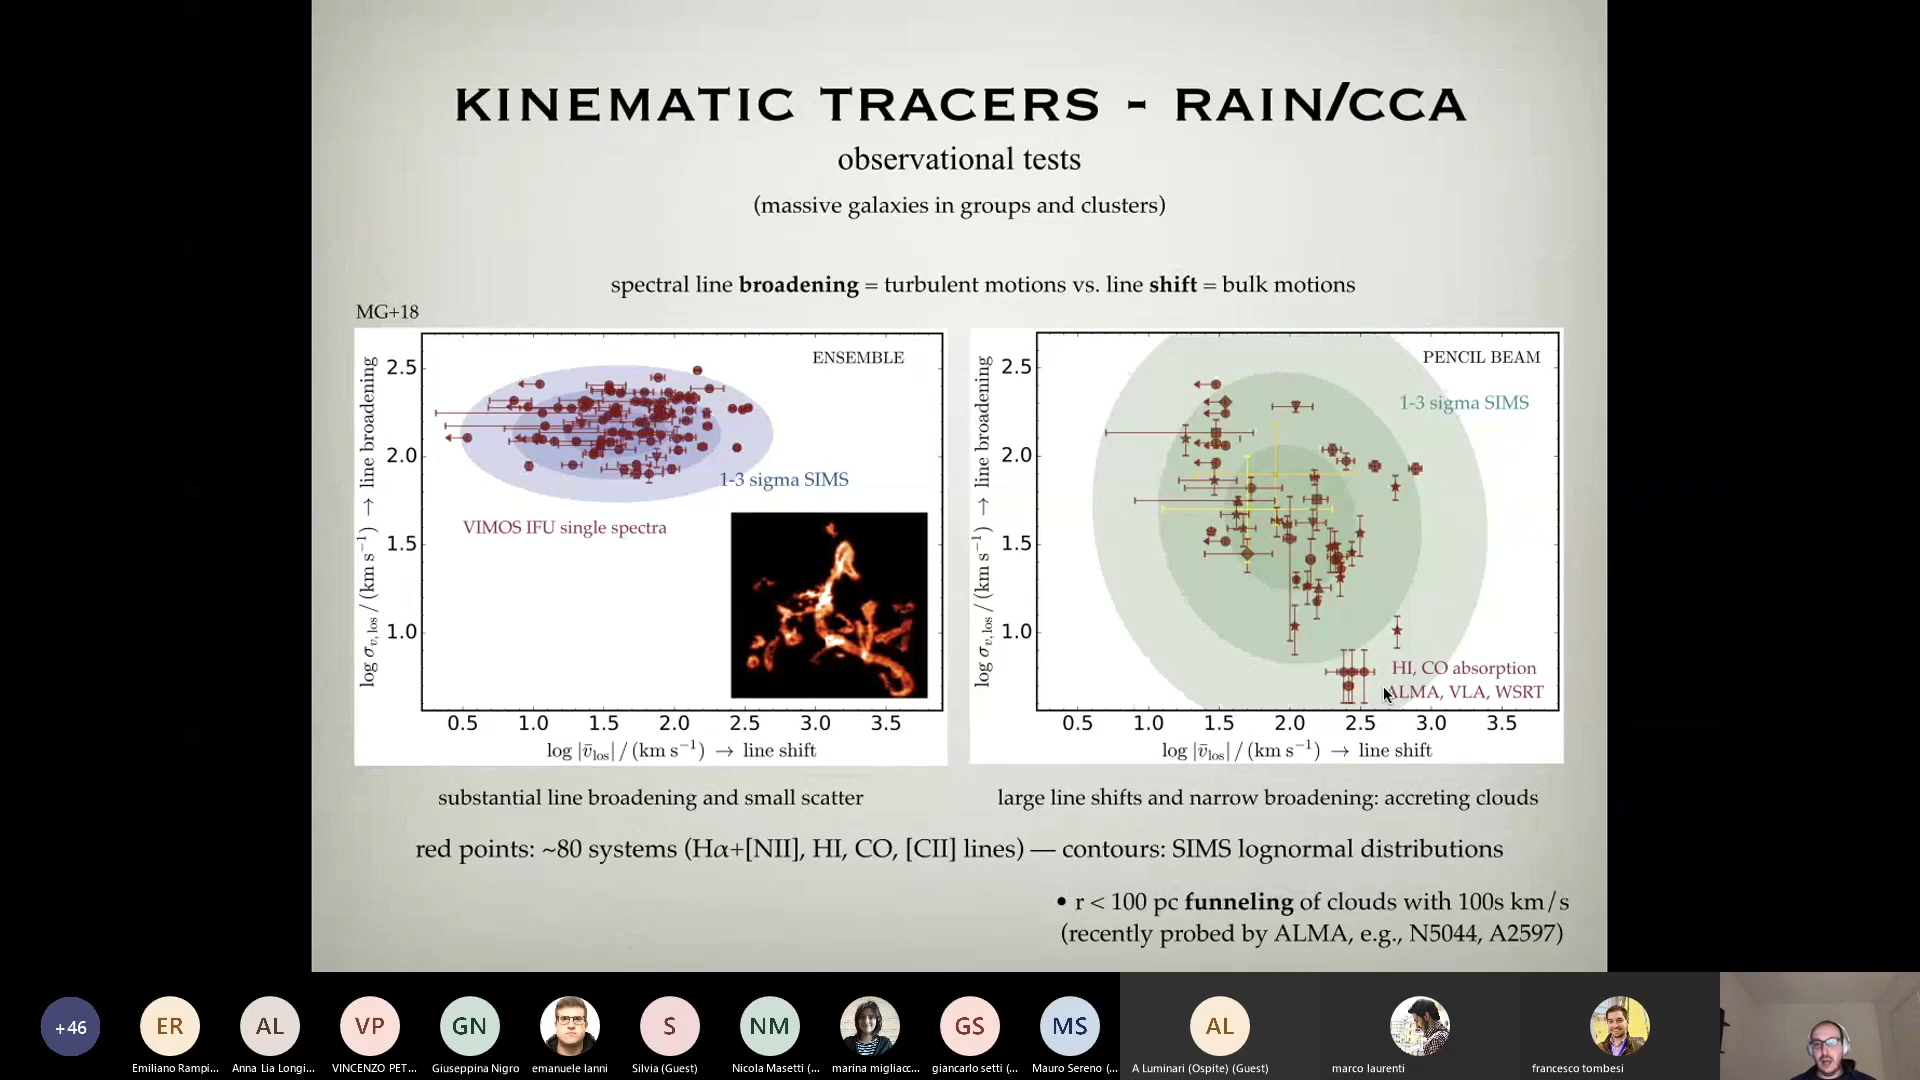 KINEMATIC TRACERS - RAIN/CCA
observational tests
(massive galaxies in groups and clusters)
spectral line broadening = turbulent motions vs. line shift = bulk motions
MG+18
ENSEMBLE
1-3 sigma SIMS
VIMOS IFU single spectra
2.5
2.0
1.5
1.0
log σv,los / (km s−1) → line broadening
0.5 1.0 1.5 2.0 2.5 3.0 3.5
log |v̄los| / (km s−1) → line shift
PENCIL BEAM
1-3 sigma SIMS
HI, CO absorption
ALMA, VLA, WSRT
2.5
2.0
1.5
1.0
log σv,los / (km s−1) → line broadening
0.5 1.0 1.5 2.0 2.5 3.0 3.5
log |v̄los| / (km s−1) → line shift
substantial line broadening and small scatter
large line shifts and narrow broadening: accreting clouds
red points: ~80 systems (Hα+[NII], HI, CO, [CII] lines) — contours: SIMS lognormal distributions
• r < 100 pc funneling of clouds with 100s km/s
(recently probed by ALMA, e.g., N5044, A2597)
+46
ER
AL
VP
GN
S
NM
GS
MS
AL
Emiliano Rampi...
Anna Lia Longi...
VINCENZO PET...
Giuseppina Nigro
emanuele Ianni
Silvia (Guest)
Nicola Masetti (...
marina migliacc...
giancarlo setti (...
Mauro Sereno (...
A Luminari (Ospite) (Guest)
marco laurenti
francesco tombesi